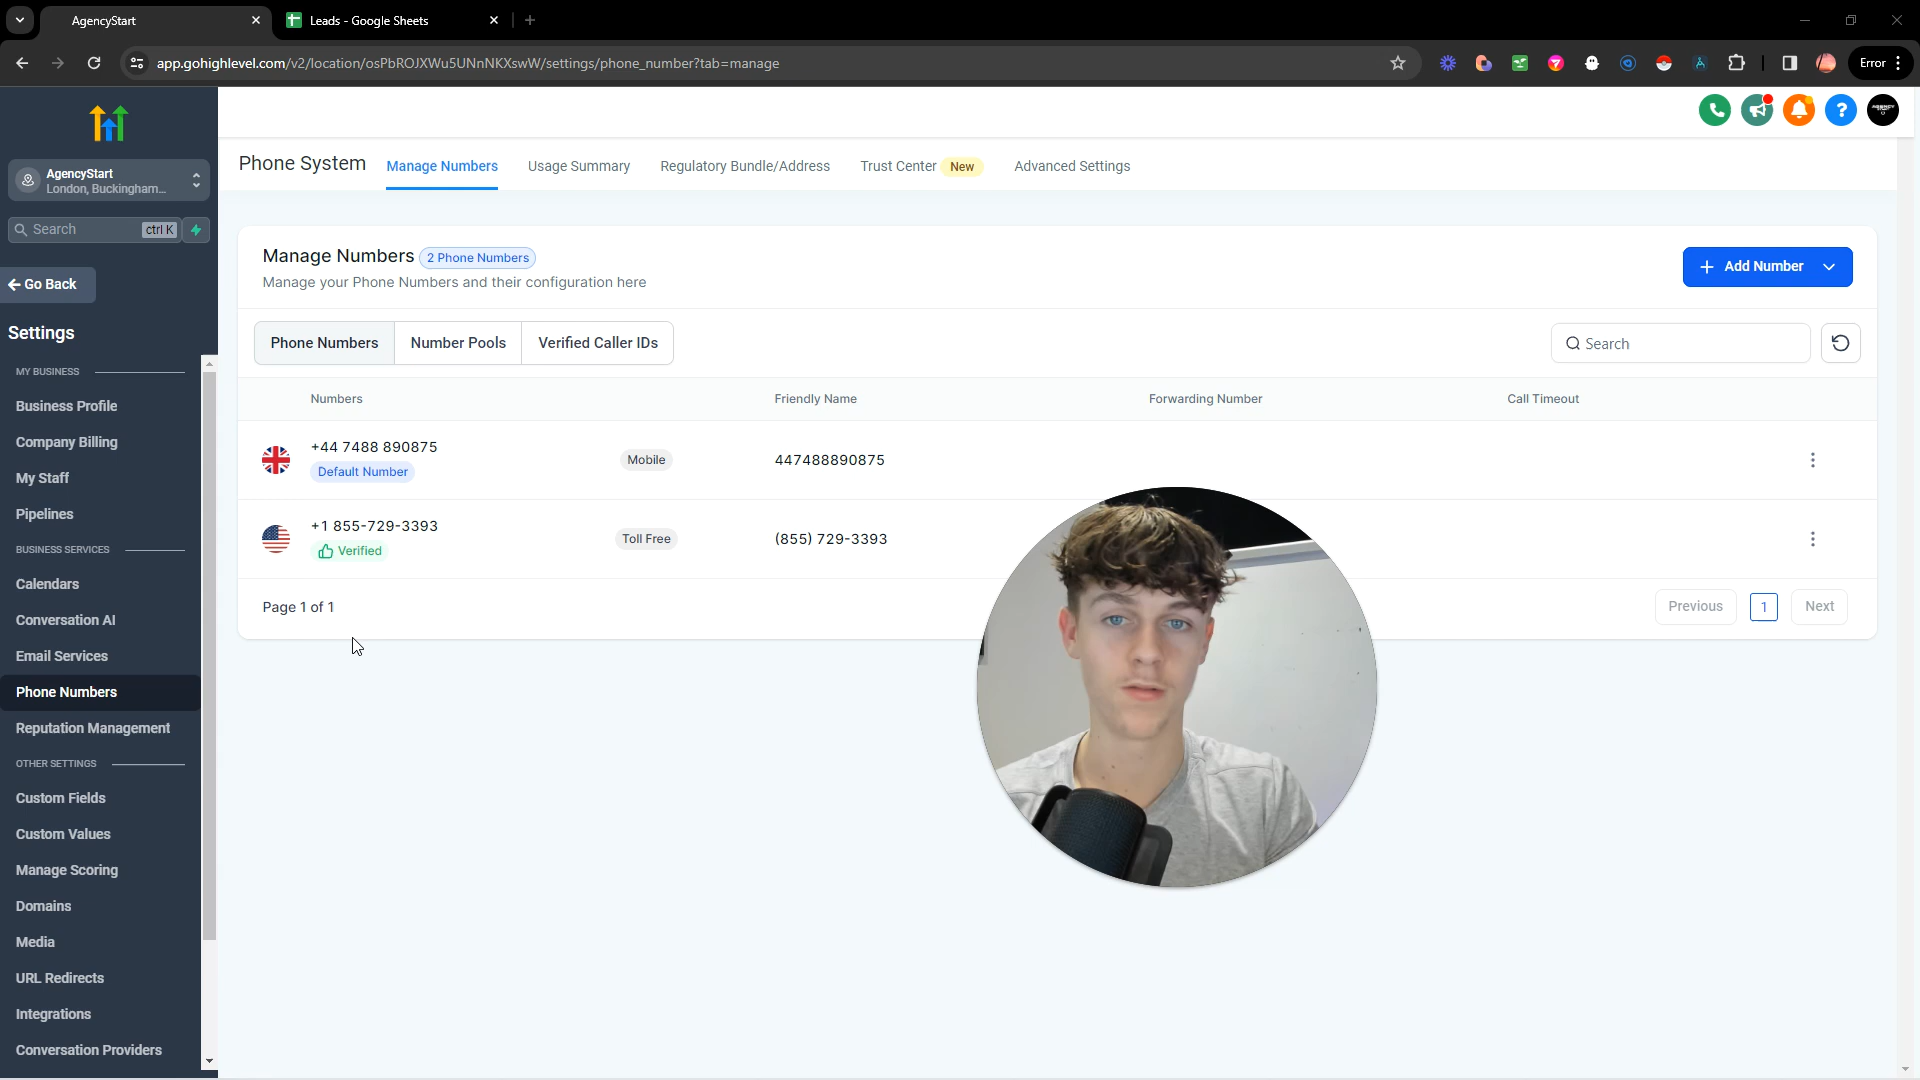 AgencyStart
Leads - Google Sheets
app.gohighlevel.com/v2/location/osPbROJXWu5UNnNKXswW/settings/phone_number?tab=manage
Error
AgencyStart
London, Buckingham...
Search
ctrl K
Go Back
Settings
MY BUSINESS
Business Profile
Company Billing
My Staff
Pipelines
BUSINESS SERVICES
Calendars
Conversation AI
Email Services
Phone Numbers
Reputation Management
OTHER SETTINGS
Custom Fields
Custom Values
Manage Scoring
Domains
Media
URL Redirects
Integrations
Conversation Providers
Phone System
Manage Numbers
Usage Summary
Regulatory Bundle/Address
Trust Center New
Advanced Settings
Manage Numbers 2 Phone Numbers
Manage your Phone Numbers and their configuration here
+ Add Number
Phone Numbers
Number Pools
Verified Caller IDs
Search
Numbers
Friendly Name
Forwarding Number
Call Timeout
+44 7488 890875
Default Number
Mobile
447488890875
+1 855-729-3393
Verified
Toll Free
(855) 729-3393
Page 1 of 1
Previous
1
Next